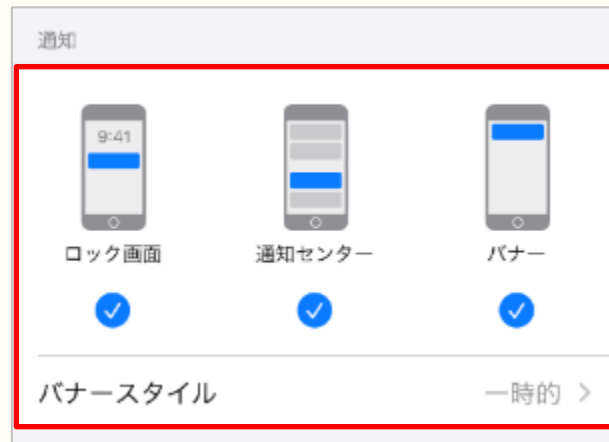 通知
9:41
ロック画面
通知センター
バナー
バナースタイル
一時的